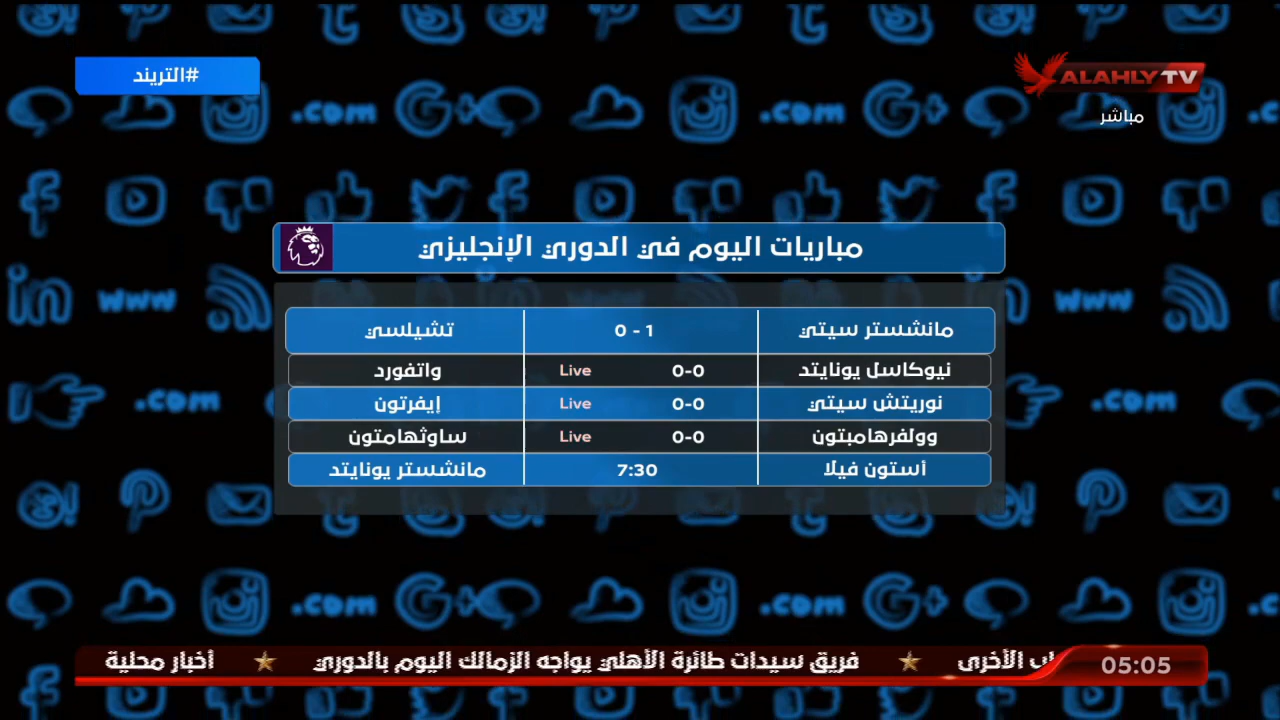 #التريند
ALAHLY TV
مباشر
مباريات اليوم في الدوري الإنجليزي
مانشستر سيتي 1 - 0 تشيلسي
نيوكاسل يونايتد 0-0 Live واتفورد
نوريتش سيتي 0-0 Live إيفرتون
وولفرهامبتون 0-0 Live ساوثهامتون
أستون فيلا 7:30 مانشستر يونايتد
الأخرى ★ فريق سيدات طائرة الأهلي يواجه الزمالك اليوم بالدوري ★ أخبار محلية
05:05